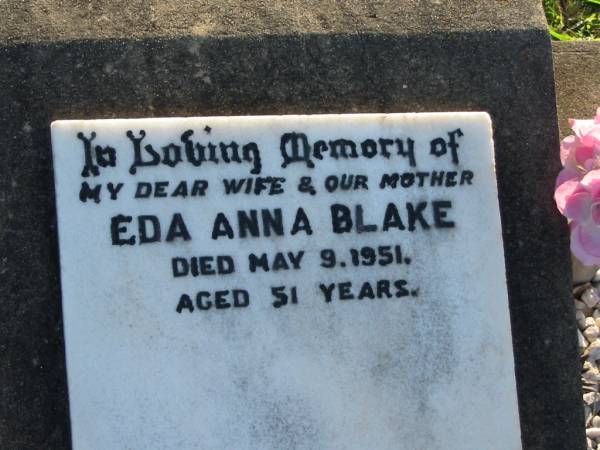 In Loving Memory of
MY DEAR WIFE & OUR MOTHER
EDA ANNA BLAKE
DIED MAY 9.1951.
AGED 51 YEARS.